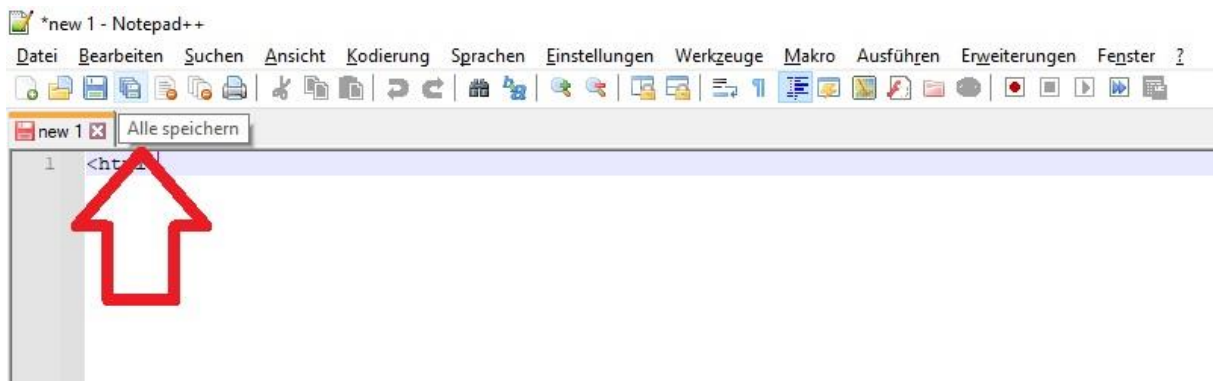 *new 1 - Notepad++
Datei Bearbeiten Suchen Ansicht Kodierung Sprachen Einstellungen Werkzeuge Makro Ausführen Erweiterungen Fenster ?
new 1 Alle speichern
1